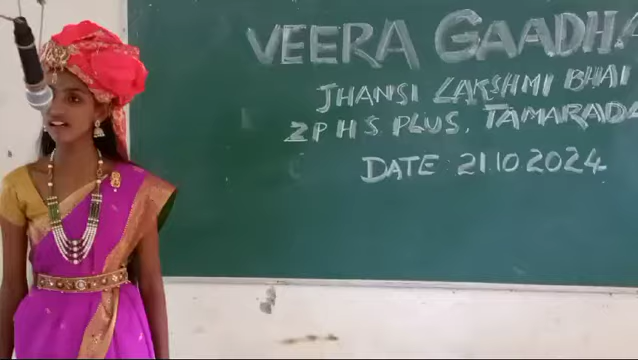 VEERA GAADHA
JHANSI LAKSHMI BHAI
ZPHS PLUS, TAMARADA
DATE 21.10 2024